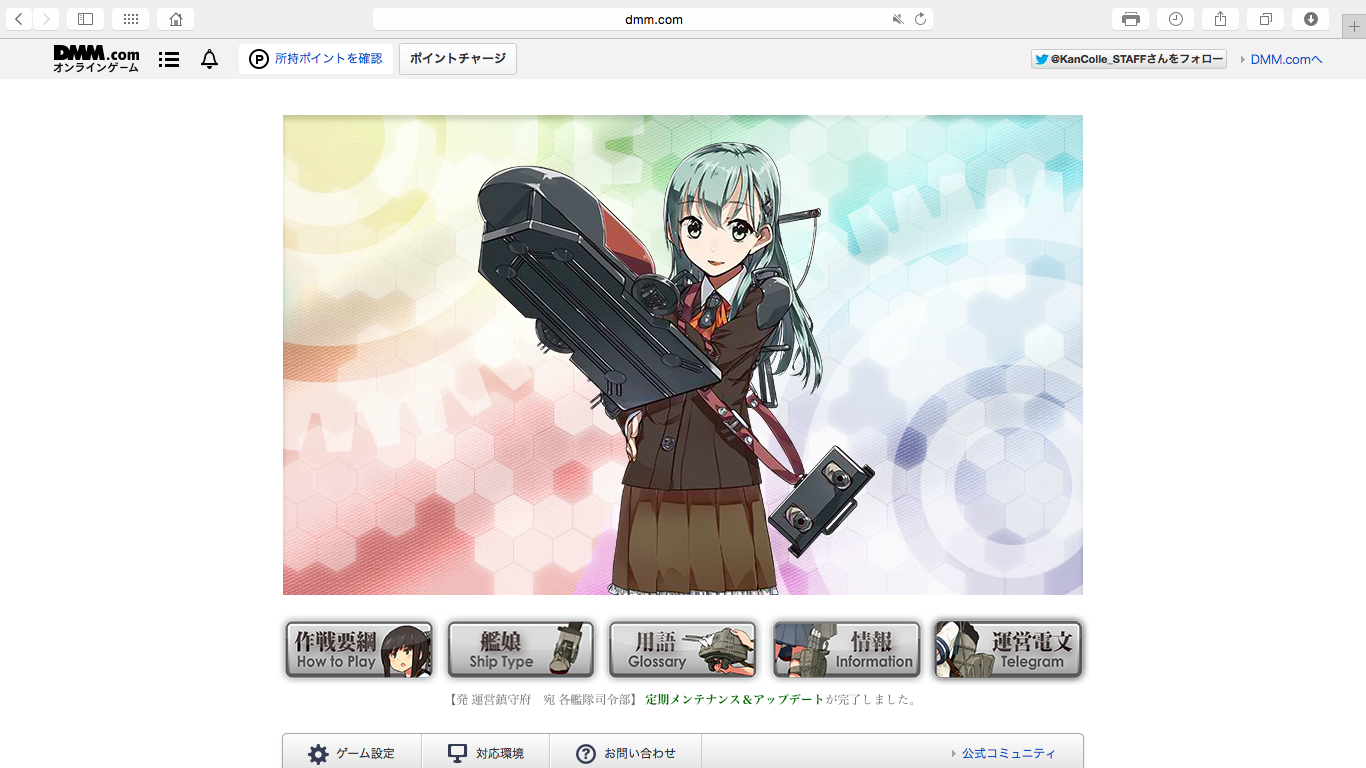 dmm.com
DMM.com
オンラインゲーム
P 所持ポイントを確認
ポイントチャージ
@KanColle_STAFFさんをフォロー
DMM.comへ
作戦要綱
How to Play
艦娘
Ship Type
用語
Glossary
情報
Information
運営電文
Telegram
【発 運営鎮守府　宛 各艦隊司令部】 定期メンテナンス＆アップデートが完了しました。
ゲーム設定
対応環境
? お問い合わせ
公式コミュニティ